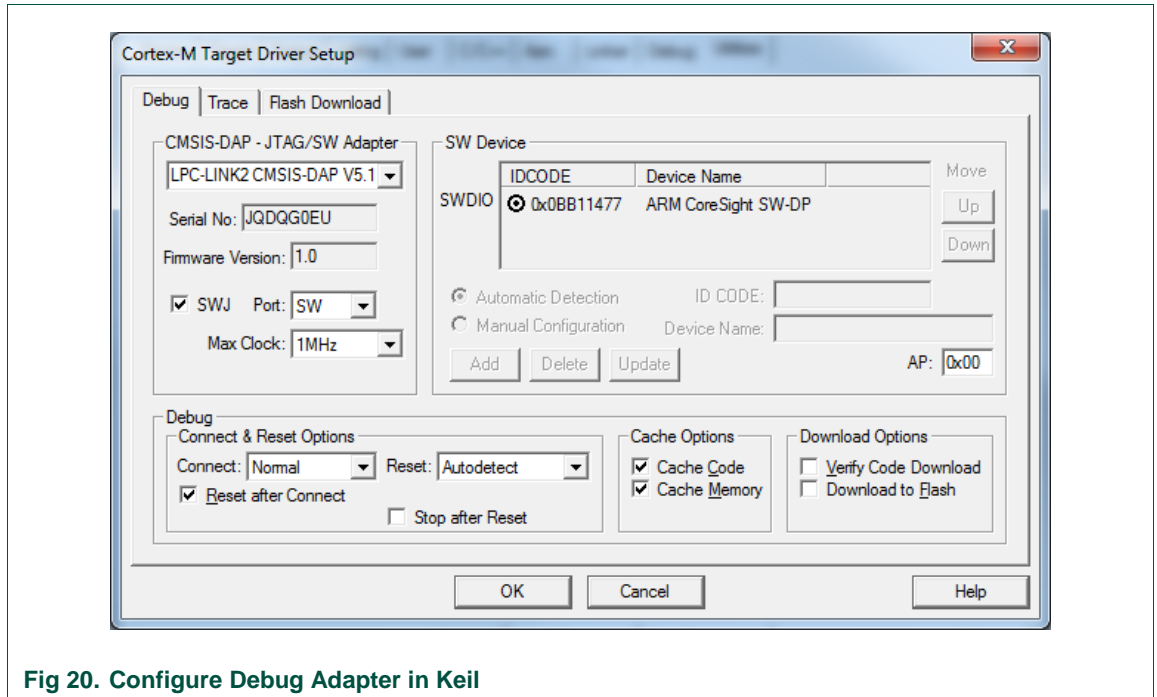 Cortex-M Target Driver Setup
Debug Trace Flash Download
CMSIS-DAP - JTAG/SW Adapter
LPC-LINK2 CMSIS-DAP V5.1
Serial No: JQDQG0EU
Firmware Version: 1.0
SWJ Port: SW
Max Clock: 1MHz
SW Device
IDCODE Device Name
SWDIO 0x0BB11477 ARM CoreSight SW-DP
Move
Up
Down
Automatic Detection ID CODE:
Manual Configuration Device Name:
Add Delete Update AP: 0x00
Debug
Connect & Reset Options
Connect: Normal Reset: Autodetect
Reset after Connect
Stop after Reset
Cache Options
Cache Code
Cache Memory
Download Options
Verify Code Download
Download to Flash
OK Cancel Help
Fig 20. Configure Debug Adapter in Keil